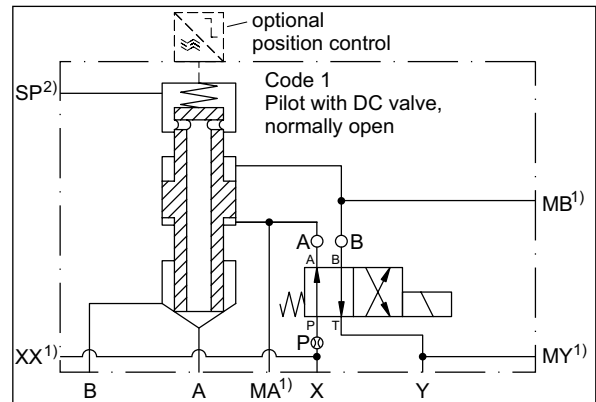 optional
position control
SP2)
Code 1
Pilot with DC valve,
normally open
MB1)
A B
A B
P T
P
XX1)
MY1)
B A MA1) X Y